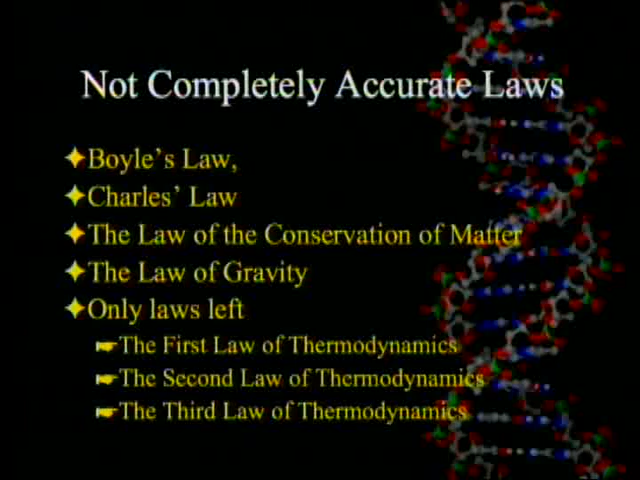 Not Completely Accurate Laws
Boyle's Law,
Charles' Law
The Law of the Conservation of Matter
The Law of Gravity
Only laws left
The First Law of Thermodynamics
The Second Law of Thermodynamics
The Third Law of Thermodynamics